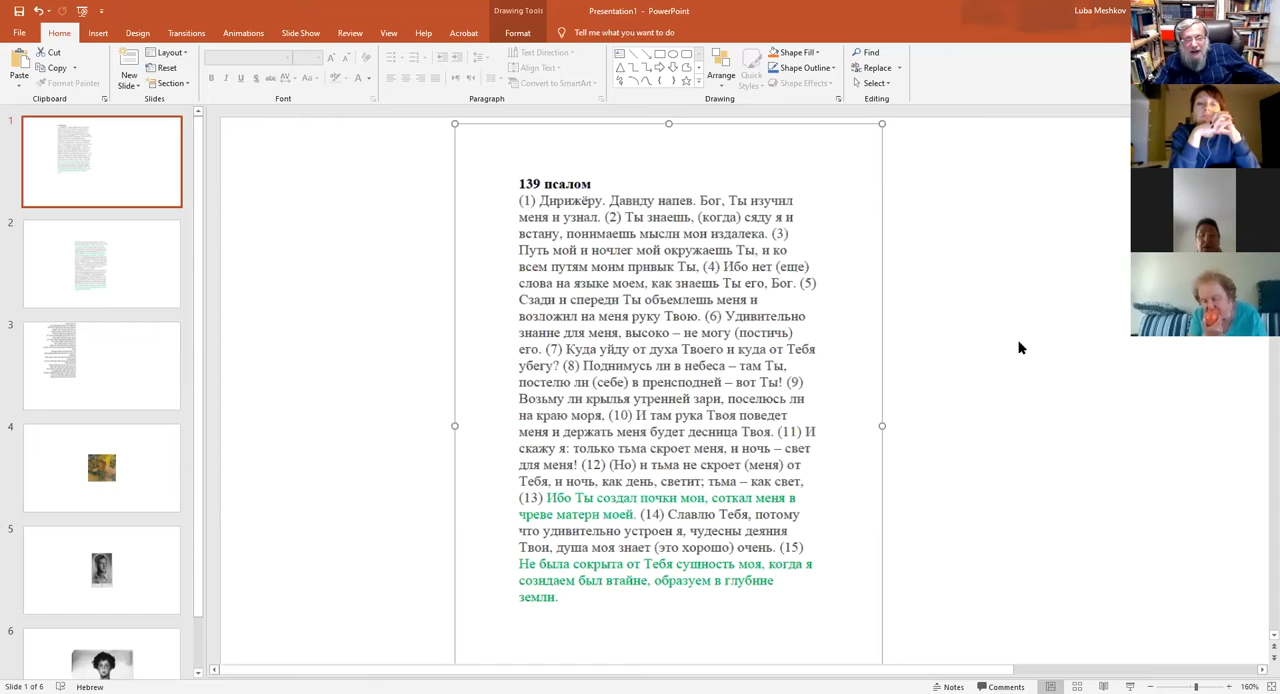 Drawing Tools
Presentation1 - PowerPoint
Luba Meshkov
File
Home
Insert
Design
Transitions
Animations
Slide Show
Review
View
Help
Acrobat
Format
Tell me what you want to do
Paste
Cut
Copy
Format Painter
Clipboard
New
Slide
Layout
Reset
Section
Slides
B I U S abc AV Aa A
Font
Text Direction
Align Text
Convert to SmartArt
Paragraph
Arrange
Quick
Styles
Shape Fill
Shape Outline
Shape Effects
Drawing
Find
Replace
Select
Editing
1
2
3
4
5
6
139 псалом
(1) Дирижёру. Давиду напев. Бог, Ты изучил
меня и узнал. (2) Ты знаешь, (когда) сяду я и
встану, понимаешь мысли мои издалека. (3)
Путь мой и ночлег мой окружаешь Ты, и ко
всем путям моим привык Ты, (4) Ибо нет (еще)
слова на языке моем, как знаешь Ты его, Бог. (5)
Сзади и спереди Ты объемлешь меня и
возложил на меня руку Твою. (6) Удивительно
знание для меня, высоко – не могу (постичь)
его. (7) Куда уйду от духа Твоего и куда от Тебя
убегу? (8) Поднимусь ли в небеса – там Ты,
постелю ли (себе) в преисподней – вот Ты! (9)
Возьму ли крылья утренней зари, поселюсь ли
на краю моря, (10) И там рука Твоя поведет
меня и держать меня будет десница Твоя. (11) И
скажу я: только тьма скроет меня, и ночь – свет
для меня! (12) (Но) и тьма не скроет (меня) от
Тебя, и ночь, как день, светит; тьма – как свет,
(13) Ибо Ты создал почки мои, соткал меня в
чреве матери моей. (14) Славлю Тебя, потому
что удивительно устроен я, чудесны деяния
Твои, душа моя знает (это хорошо) очень. (15)
Не была сокрыта от Тебя сущность моя, когда я
созидаем был втайне, образуем в глубине
земли.
Slide 1 of 6
Hebrew
Notes
Comments
160%